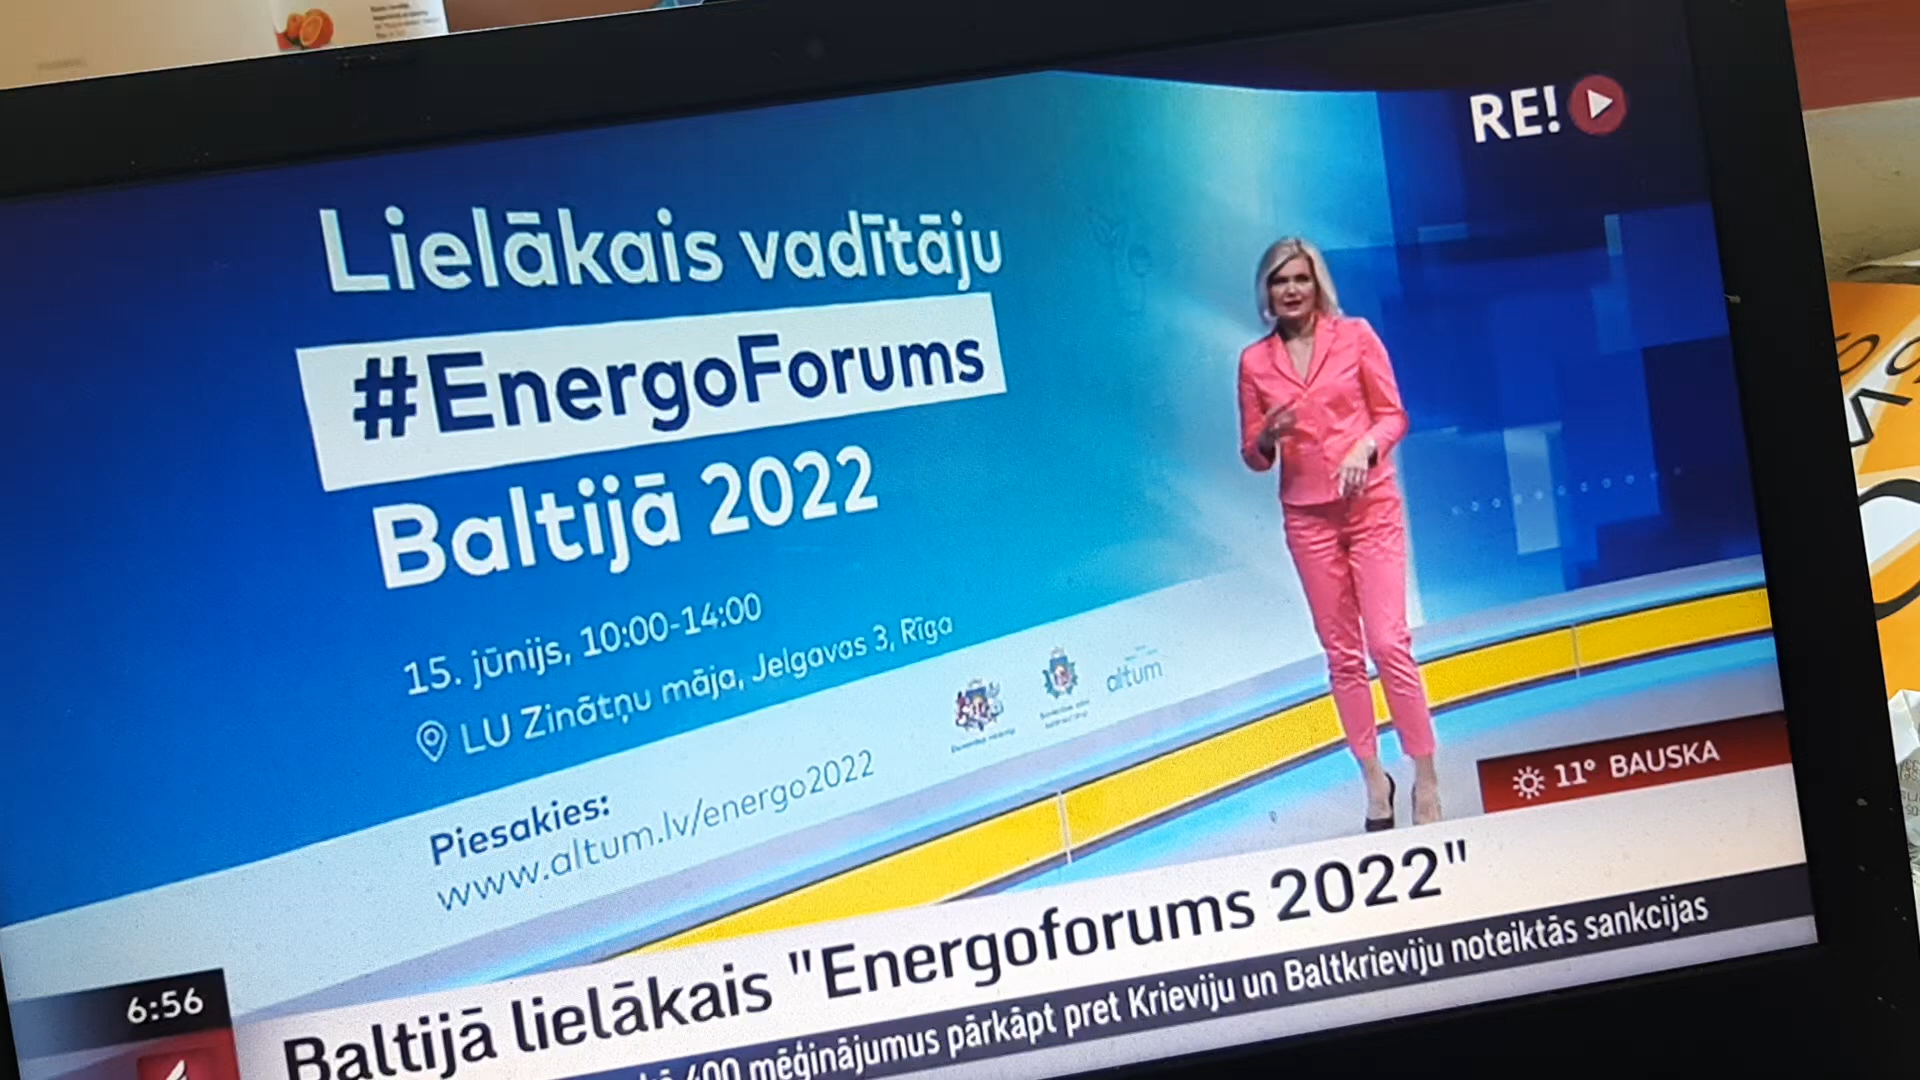 RE!
Lielākais vadītāju
#EnergoForums
Baltijā 2022
15. jūnijs, 10:00-14:00
LU Zinātņu māja, Jelgavas 3, Rīga
altum
Piesakies:
www.altum.lv/energo2022
11° BAUSKA
6:56
Baltijā lielākais "Energoforums 2022"
400 mēģinājumus pārkāpt pret Krieviju un Baltkrieviju noteiktās sankcijas